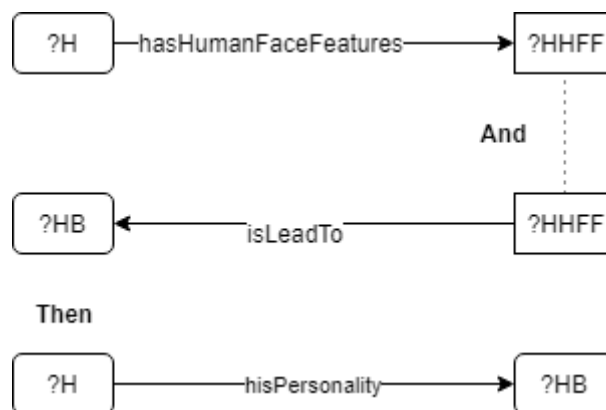 ?H hasHumanFaceFeatures ?HHFF
And
?HB isLeadTo ?HHFF
Then
?H hisPersonality ?HB